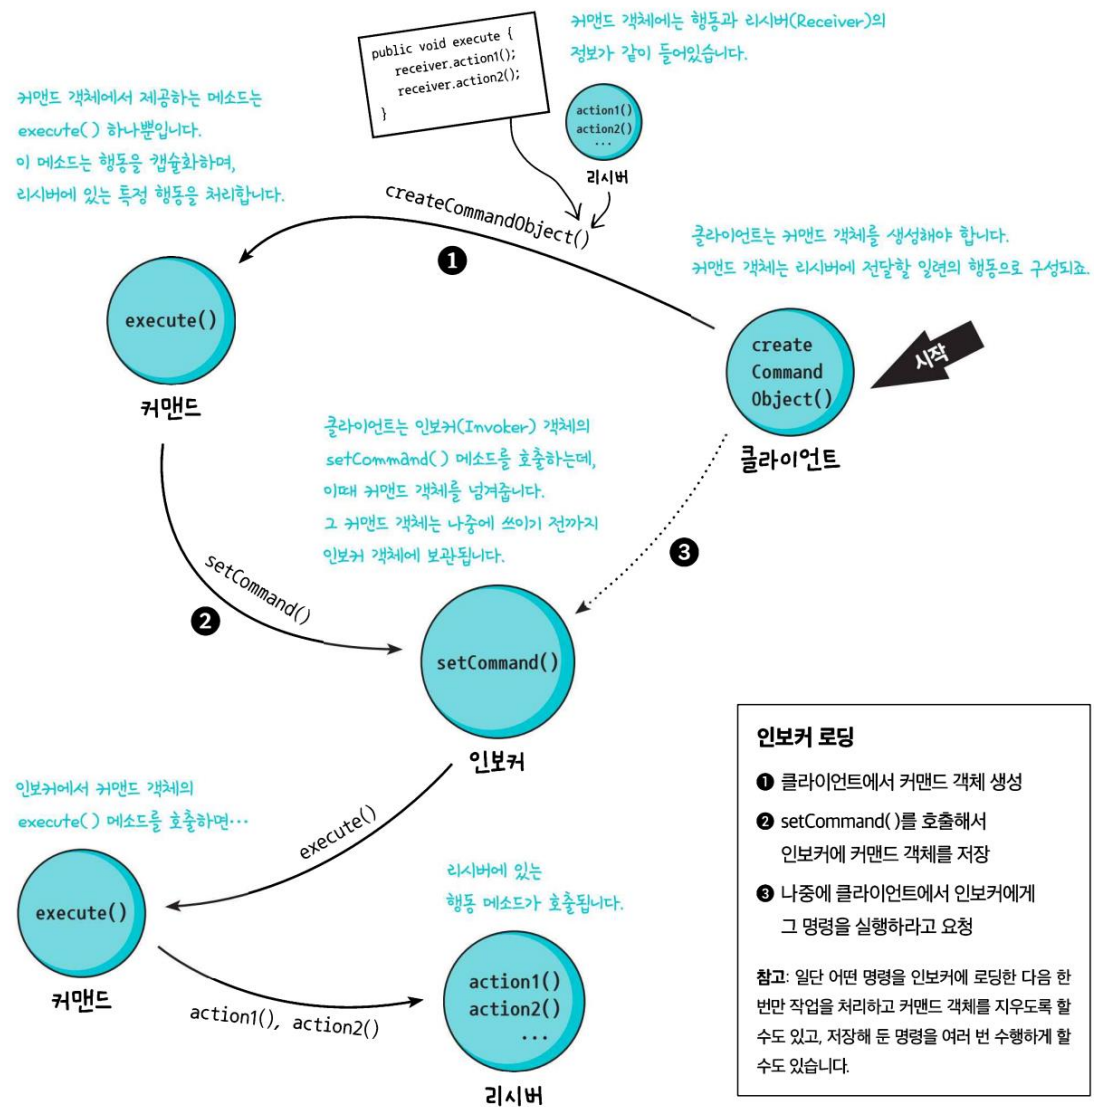 커맨드 객체에는 행동과 리시버(Receiver)의
정보가 같이 들어있습니다.
public void execute {
receiver.action1();
receiver.action2();
}
action1()
action2()
...
리시버
커맨드 객체에서 제공하는 메소드는
execute() 하나뿐입니다.
이 메소드는 행동을 캡슐화하며,
리시버에 있는 특정 행동을 처리합니다.
createCommandObject()
❶
클라이언트는 커맨드 객체를 생성해야 합니다.
커맨드 객체는 리시버에 전달할 일련의 행동으로 구성되죠.
execute()
커맨드
create
Command
Object()
클라이언트
시작
클라이언트는 인보커(Invoker) 객체의
setCommand() 메소드를 호출하는데,
이때 커맨드 객체를 넘겨줍니다.
그 커맨드 객체는 나중에 쓰이기 전까지
인보커 객체에 보관됩니다.
❸
setCommand()
❷
setCommand()
인보커
인보커에서 커맨드 객체의
execute() 메소드를 호출하면…
execute()
execute()
커맨드
리시버에 있는
행동 메소드가 호출됩니다.
action1(), action2()
action1()
action2()
...
리시버
인보커 로딩
❶ 클라이언트에서 커맨드 객체 생성
❷ setCommand()를 호출해서
인보커에 커맨드 객체를 저장
❸ 나중에 클라이언트에서 인보커에게
그 명령을 실행하라고 요청
참고: 일단 어떤 명령을 인보커에 로딩한 다음 한
번만 작업을 처리하고 커맨드 객체를 지우도록 할
수도 있고, 저장해 둔 명령을 여러 번 수행하게 할
수도 있습니다.